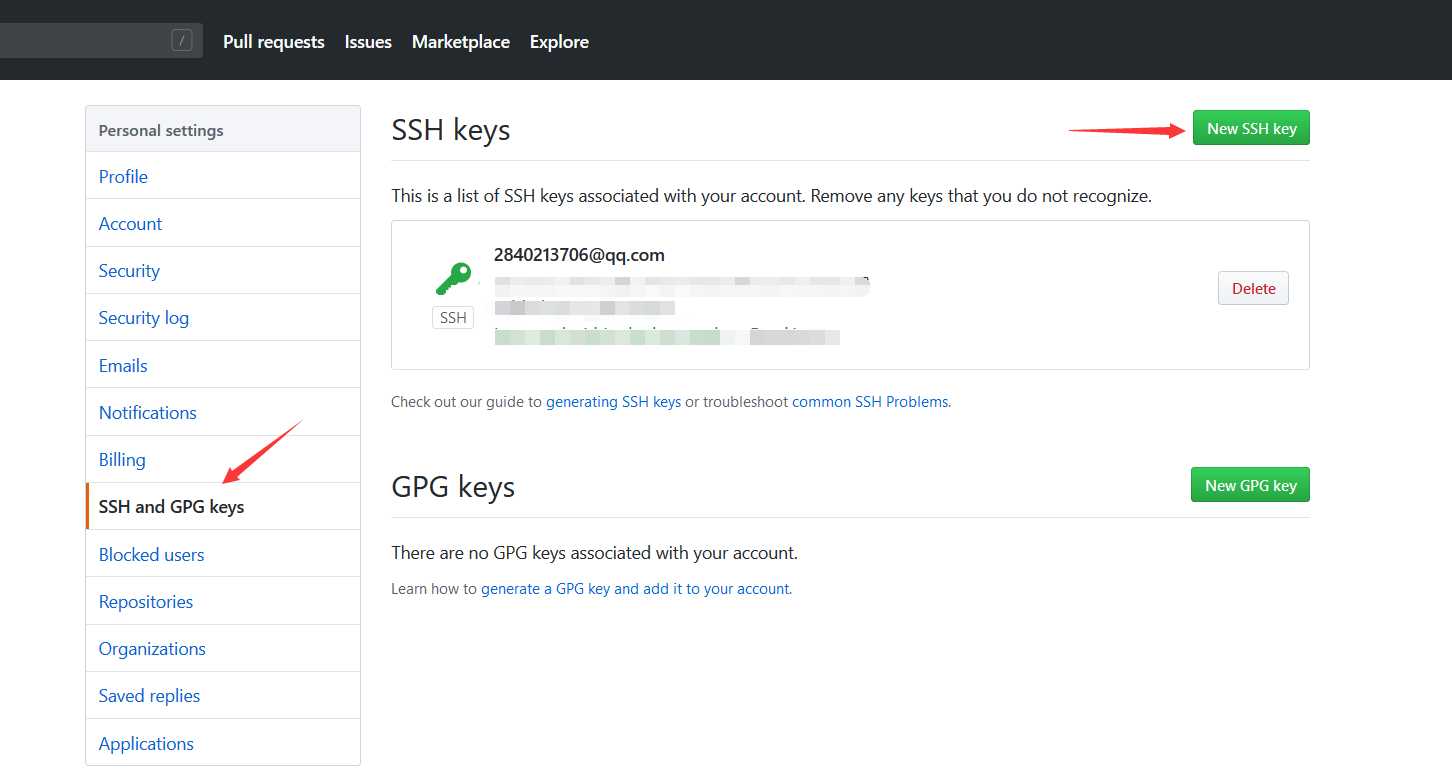 / Pull requests Issues Marketplace Explore
Personal settings
Profile
Account
Security
Security log
Emails
Notifications
Billing
SSH and GPG keys
Blocked users
Repositories
Organizations
Saved replies
Applications
SSH keys
New SSH key
This is a list of SSH keys associated with your account. Remove any keys that you do not recognize.
2840213706@qq.com
SSH
Delete
Check out our guide to generating SSH keys or troubleshoot common SSH Problems.
GPG keys
New GPG key
There are no GPG keys associated with your account.
Learn how to generate a GPG key and add it to your account.